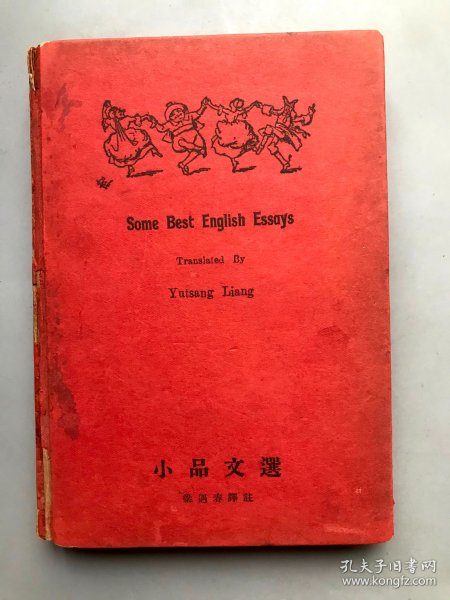 Some Best English Essays
Translated By
Yutsang Liang
小品文選
梁遇春譯註
孔夫子旧书网
www.kongfz.com